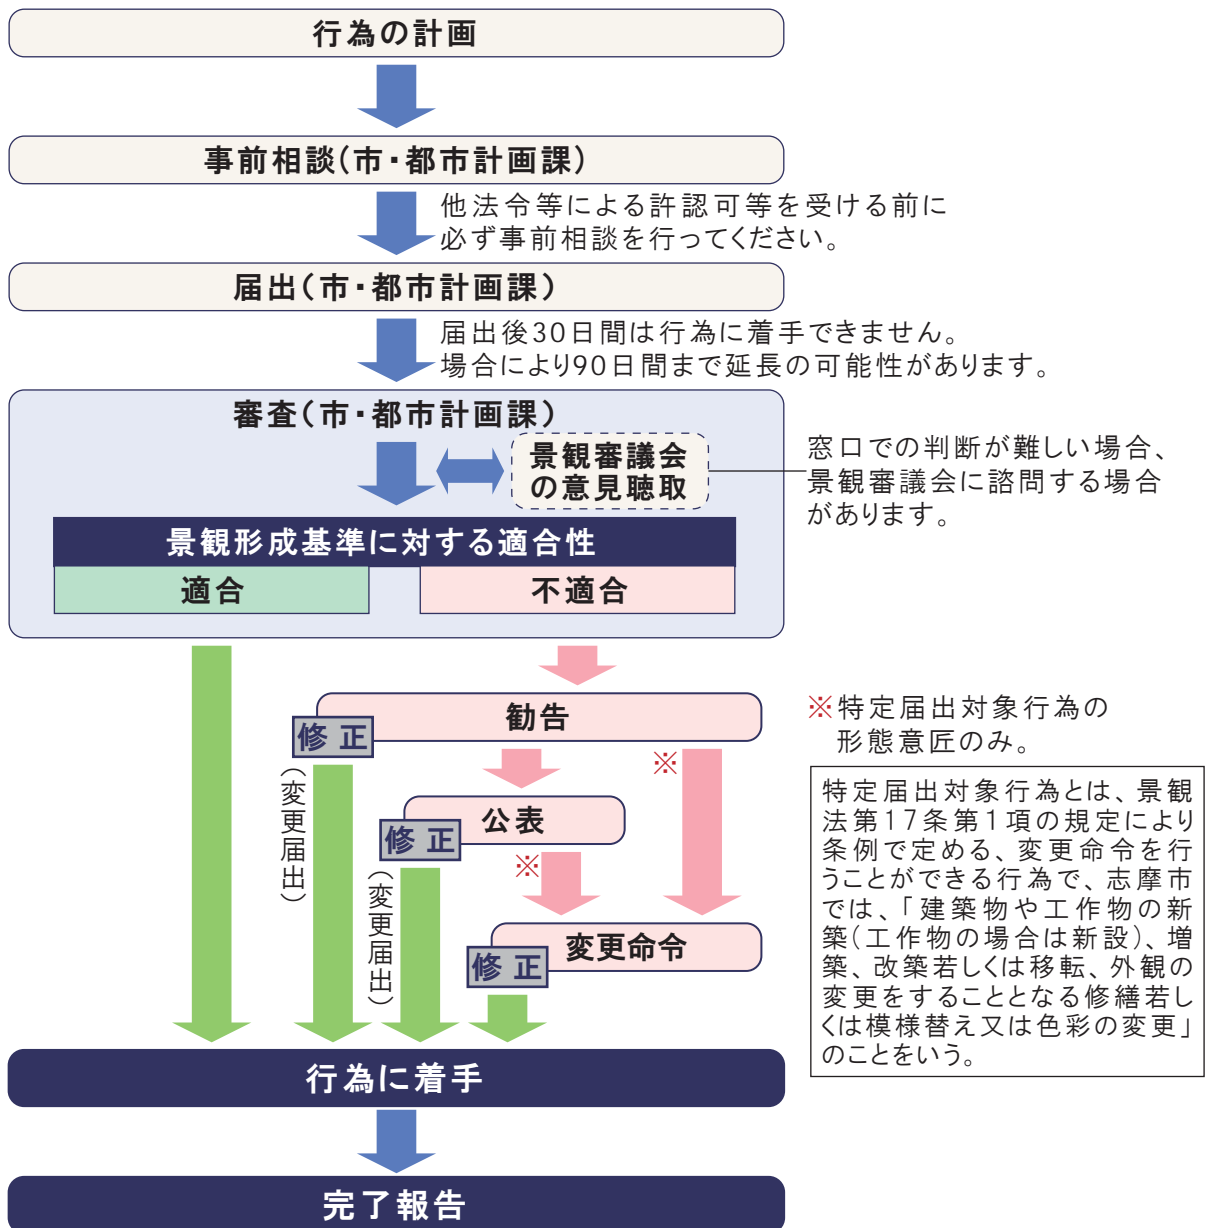 行為の計画
事前相談(市・都市計画課)
他法令等による許認可等を受ける前に
必ず事前相談を行ってください。
届出(市・都市計画課)
届出後30日間は行為に着手できません。
場合により90日間まで延長の可能性があります。
審査(市・都市計画課)
景観審議会
の意見聴取
窓口での判断が難しい場合、
景観審議会に諮問する場合
があります。
景観形成基準に対する適合性
適合
不適合
勧告
修正
(変更届出)
※
※特定届出対象行為の
形態意匠のみ。
公表
修正
(変更届出)
※
変更命令
修正
特定届出対象行為とは、景観
法第17条第1項の規定により
条例で定める、変更命令を行
うことができる行為で、志摩市
では、「建築物や工作物の新
築(工作物の場合は新設)、増
築、改築若しくは移転、外観の
変更をすることとなる修繕若し
くは模様替え又は色彩の変更」
のことをいう。
行為に着手
完了報告